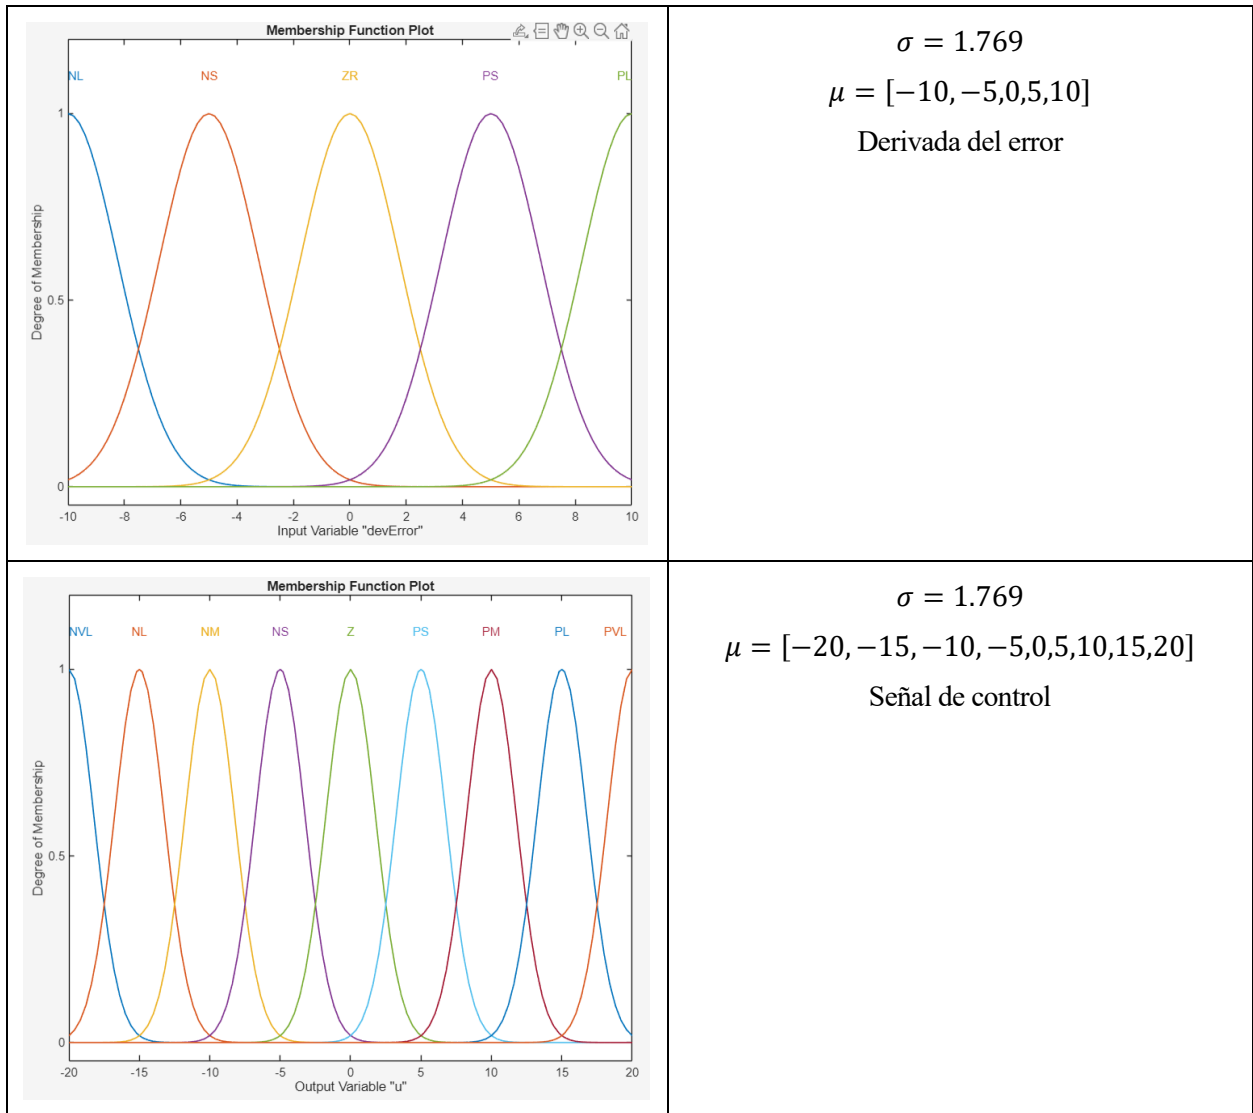 Membership Function Plot
NL NS ZR PS PL
1
0.5
0
Degree of Membership
-10 -8 -6 -4 -2 0 2 4 6 8 10
Input Variable "devError"
σ = 1.769
μ = [−10, −5,0,5,10]
Derivada del error
Membership Function Plot
NVL NL NM NS Z PS PM PL PVL
1
0.5
0
Degree of Membership
-20 -15 -10 -5 0 5 10 15 20
Output Variable "u"
σ = 1.769
μ = [−20, −15, −10, −5,0,5,10,15,20]
Señal de control